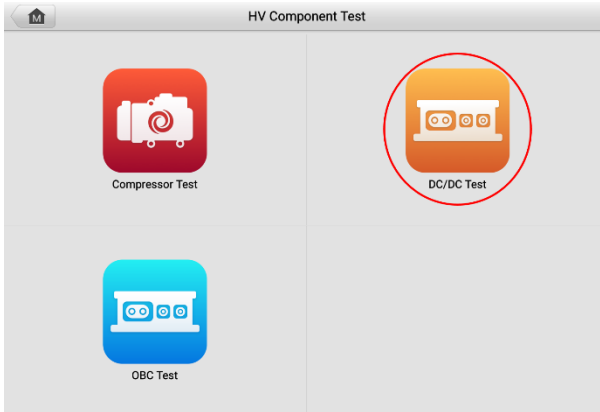 M
HV Component Test
Compressor Test
DC/DC Test
OBC Test